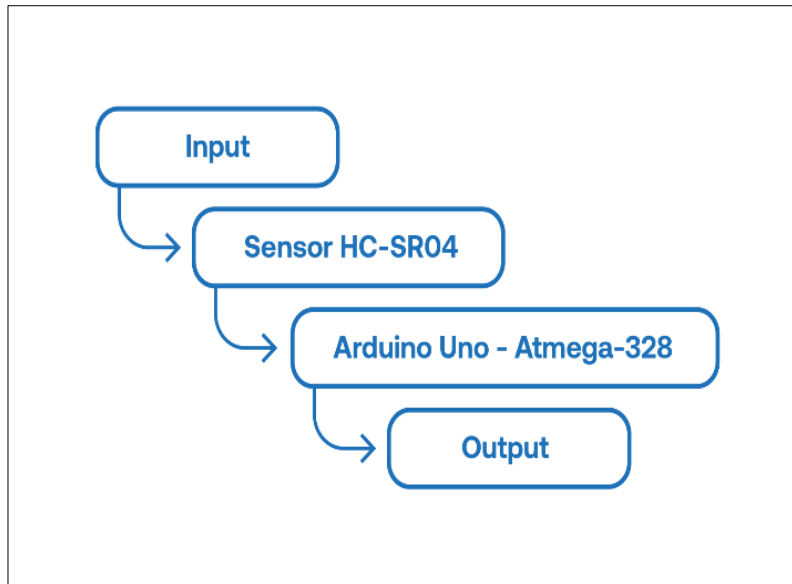 Input
Sensor HC-SR04
Arduino Uno - Atmega-328
Output